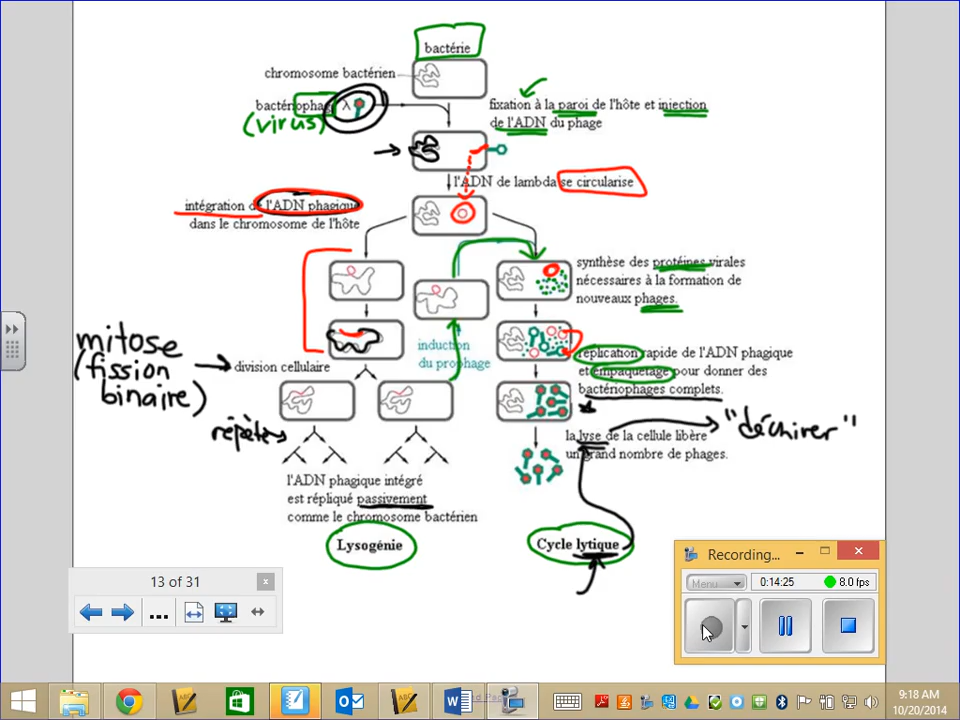 bactérie
chromosome bactérien
bactériophage λ
(virus)
fixation à la paroi de l'hôte et injection
de l'ADN du phage
l'ADN de lambda se circularise
intégration de l'ADN phagique
dans le chromosome de l'hôte
synthèse des protéines virales
nécessaires à la formation de
nouveaux phages.
mitose
(fission
binaire)
division cellulaire
induction
du prophage
réplication rapide de l'ADN phagique
et empaquetage pour donner des
bactériophages complets.
répète
la lyse de la cellule libère
un grand nombre de phages.
"déchirer"
l'ADN phagique intégré
est répliqué passivement
comme le chromosome bactérien
Lysogénie
Cycle lytique
13 of 31
Recording...
Menu
0:14:25
8.0 fps
9:18 AM
10/20/2014